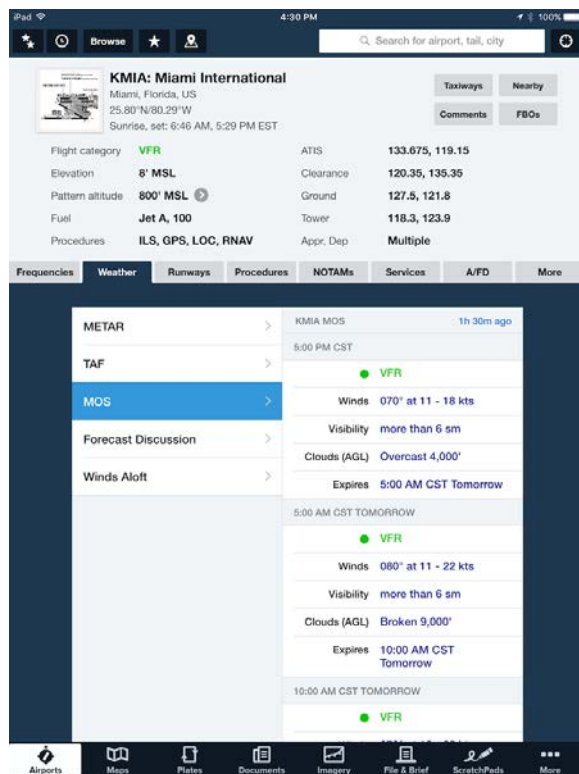 iPad 4:30 PM 100%
Browse Search for airport, tail, city
KMIA: Miami International
Miami, Florida, US
25.80°N/80.29°W
Sunrise, set: 6:46 AM, 5:29 PM EST
Taxiways Nearby
Comments FBOs
Flight category VFR ATIS 133.675, 119.15
Elevation 8' MSL Clearance 120.35, 135.35
Pattern altitude 800' MSL Ground 127.5, 121.8
Fuel Jet A, 100 Tower 118.3, 123.9
Procedures ILS, GPS, LOC, RNAV Appr, Dep Multiple
Frequencies Weather Runways Procedures NOTAMs Services A/FD More
METAR
TAF
MOS
Forecast Discussion
Winds Aloft
KMIA MOS 1h 30m ago
5:00 PM CST
VFR
Winds 070° at 11 - 18 kts
Visibility more than 6 sm
Clouds (AGL) Overcast 4,000'
Expires 5:00 AM CST Tomorrow
5:00 AM CST TOMORROW
VFR
Winds 080° at 11 - 22 kts
Visibility more than 6 sm
Clouds (AGL) Broken 9,000'
Expires 10:00 AM CST
Tomorrow
10:00 AM CST TOMORROW
VFR
Airports Maps Plates Documents Imagery File & Brief ScratchPads More